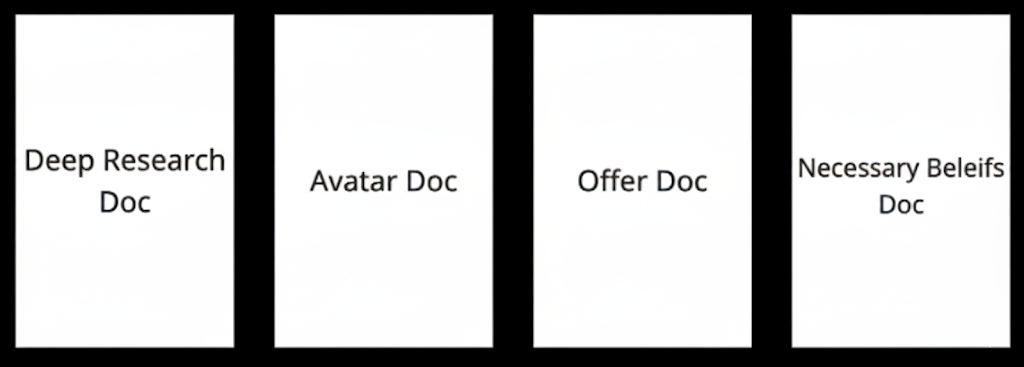 Deep Research
Doc
Avatar Doc
Offer Doc
Necessary Beleifs
Doc